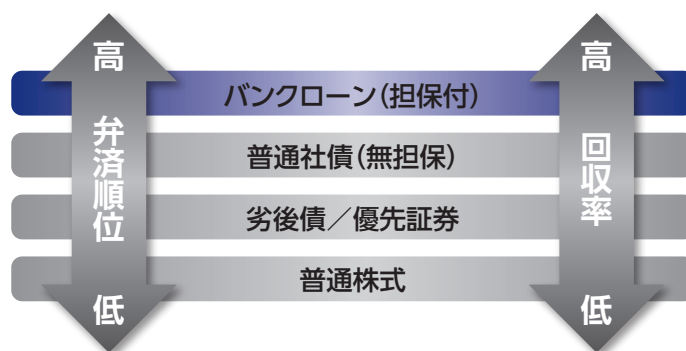 高
高
バンクローン（担保付）
普通社債（無担保）
劣後債／優先証券
普通株式
弁済順位
回収率
低
低